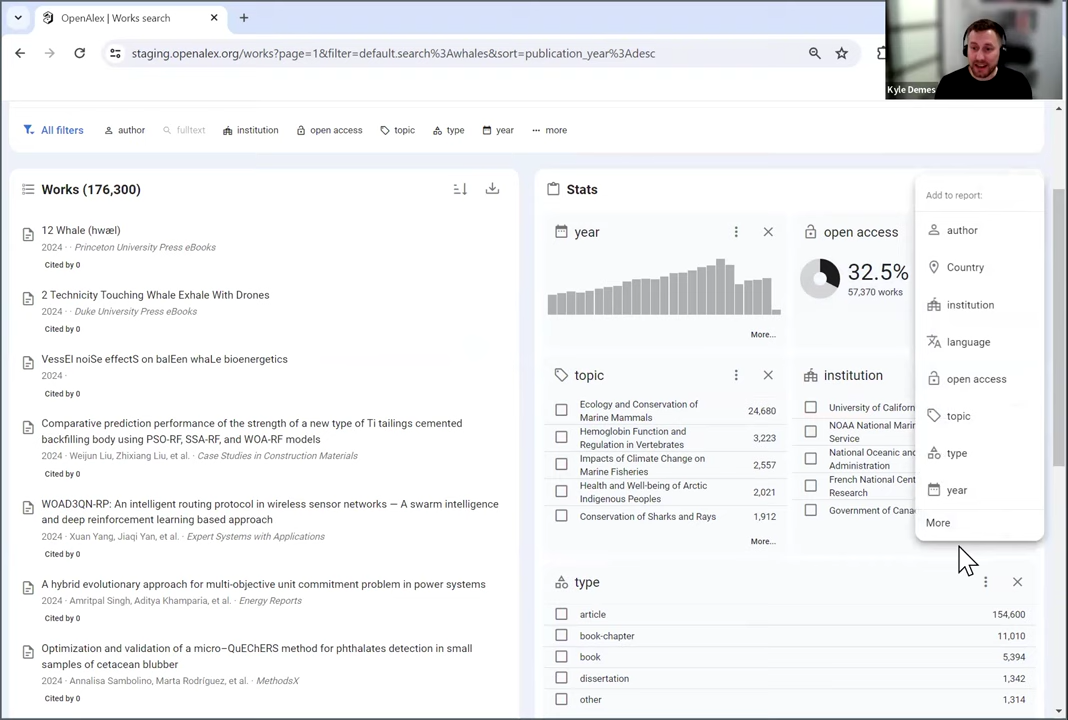 OpenAlex | Works search
staging.openalex.org/works?page=1&filter=default.search%3Awhales&sort=publication_year%3Adesc
Kyle Demes
All filters
author
fulltext
institution
open access
topic
type
year
more
Works (176,300)
12 Whale (hwæl)
2024 · · Princeton University Press eBooks
Cited by 0
2 Technicity Touching Whale Exhale With Drones
2024 · · Duke University Press eBooks
Cited by 0
VessEl noiSe effectS on balEen whaLe bioenergetics
2024 ·
Cited by 0
Comparative prediction performance of the strength of a new type of Ti tailings cemented
backfilling body using PSO-RF, SSA-RF, and WOA-RF models
2024 · Weijun Liu, Zhixiang Liu, et al. · Case Studies in Construction Materials
Cited by 0
WOAD3QN-RP: An intelligent routing protocol in wireless sensor networks — A swarm intelligence
and deep reinforcement learning based approach
2024 · Xuan Yang, Jiaqi Yan, et al. · Expert Systems with Applications
Cited by 0
A hybrid evolutionary approach for multi-objective unit commitment problem in power systems
2024 · Amritpal Singh, Aditya Khamparia, et al. · Energy Reports
Cited by 0
Optimization and validation of a micro–QuEChERS method for phthalates detection in small
samples of cetacean blubber
2024 · Annalisa Sambolino, Marta Rodríguez, et al. · MethodsX
Cited by 0
Stats
year
More...
open access
32.5%
57,370 works
topic
Ecology and Conservation of
Marine Mammals
24,680
Hemoglobin Function and
Regulation in Vertebrates
3,223
Impacts of Climate Change on
Marine Fisheries
2,557
Health and Well-being of Arctic
Indigenous Peoples
2,021
Conservation of Sharks and Rays
1,912
More...
institution
University of Californ
NOAA National Mari
Service
National Oceanic an
Administration
French National Cent
Research
Government of Cana
type
article
154,600
book-chapter
11,010
book
5,394
dissertation
1,342
other
1,314
Add to report:
author
Country
institution
language
open access
topic
type
year
More